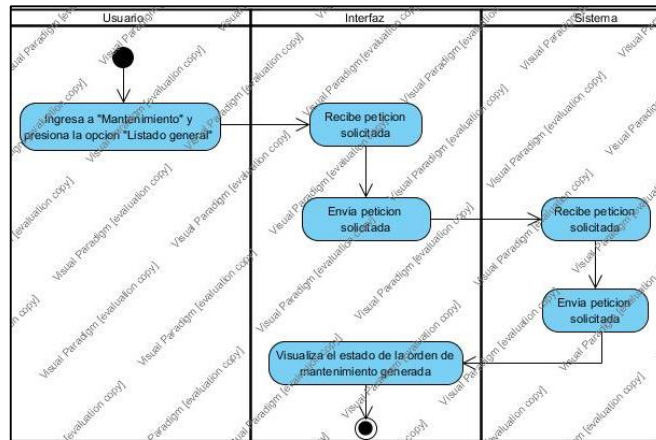 Usuario
Interfaz
Sistema
Ingresa a "Mantenimiento" y
presiona la opcion "Listado general"
Recibe peticion
solicitada
Envia peticion
solicitada
Recibe peticion
solicitada
Envia peticion
solicitada
Visualiza el estado de la orden de
mantenimiento generada
Visual Paradigm [evaluation copy]